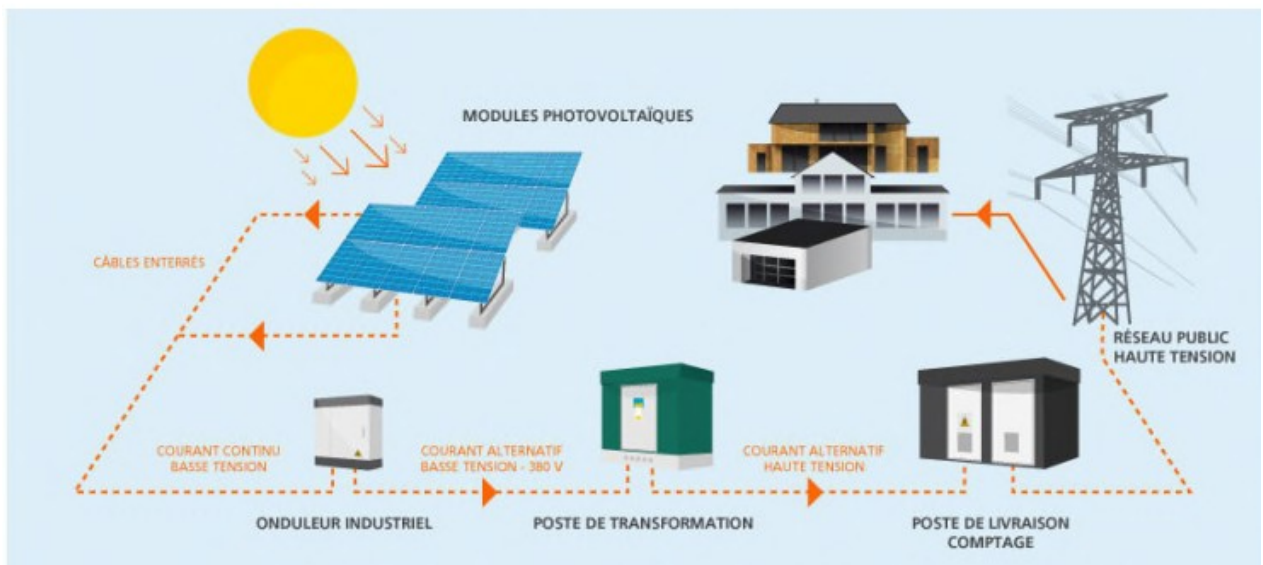 MODULES PHOTOVOLTAÏQUES
CÂBLES ENTERRÉS
RÉSEAU PUBLIC
HAUTE TENSION
COURANT CONTINU
BASSE TENSION
COURANT ALTERNATIF
BASSE TENSION - 380 V
COURANT ALTERNATIF
HAUTE TENSION
ONDULEUR INDUSTRIEL
POSTE DE TRANSFORMATION
POSTE DE LIVRAISON
COMPTAGE